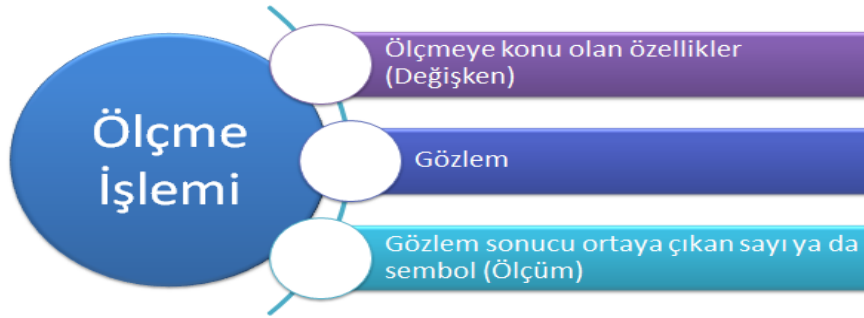 Ölçme
İşlemi
Ölçmeye konu olan özellikler
(Değişken)
Gözlem
Gözlem sonucu ortaya çıkan sayı ya da
sembol (Ölçüm)